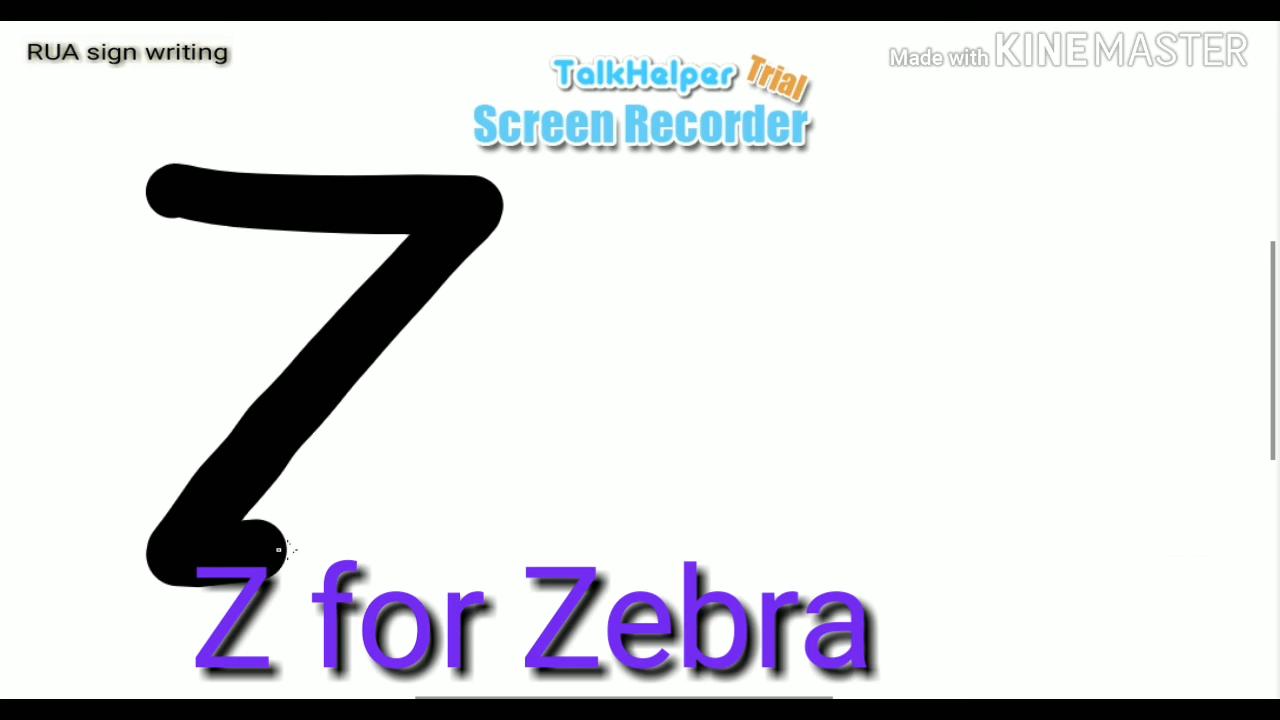 RUA sign writing
Made with KINEMASTER
TalkHelper Trial
Screen Recorder
Z
Z for Zebra